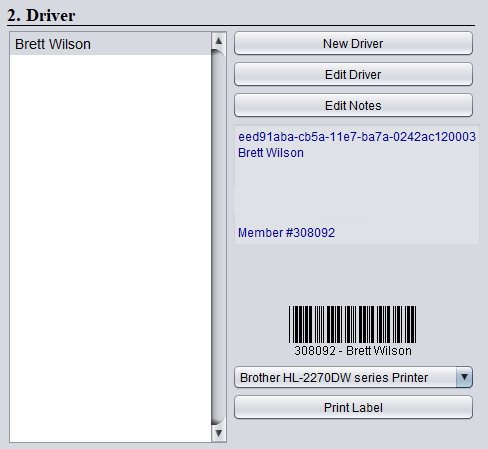 2. Driver
Brett Wilson
New Driver
Edit Driver
Edit Notes
eed91aba-cb5a-11e7-ba7a-0242ac120003
Brett Wilson
Member #308092
308092 - Brett Wilson
Brother HL-2270DW series Printer
Print Label